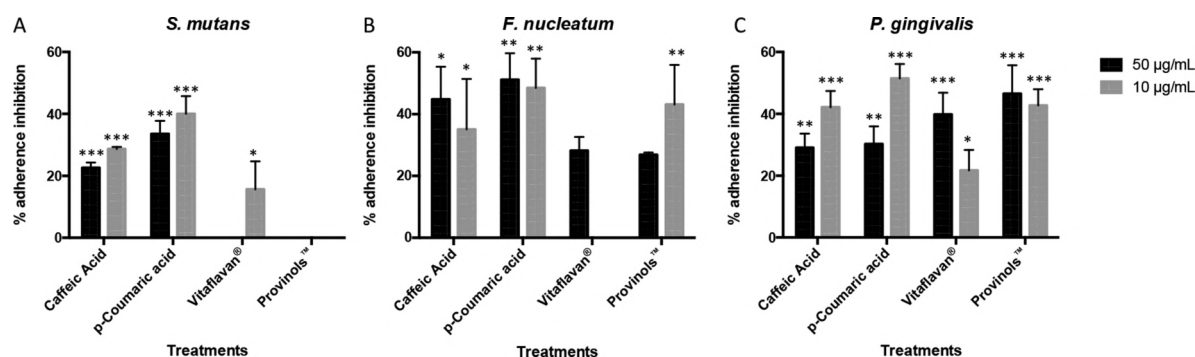 A
S. mutans
% adherence inhibition
60
40
20
0
***
***
***
***
*
Caffeic Acid
p-Coumaric acid
Vitaflavan®
Provinols™
Treatments
B
F. nucleatum
% adherence inhibition
60
40
20
0
*
*
**
**
**
Caffeic Acid
p-Coumaric acid
Vitaflavan®
Provinols™
Treatments
C
P. gingivalis
% adherence inhibition
60
40
20
0
**
***
**
***
***
*
***
***
Caffeic Acid
p-Coumaric acid
Vitaflavan®
Provinols™
Treatments
50 µg/mL
10 µg/mL